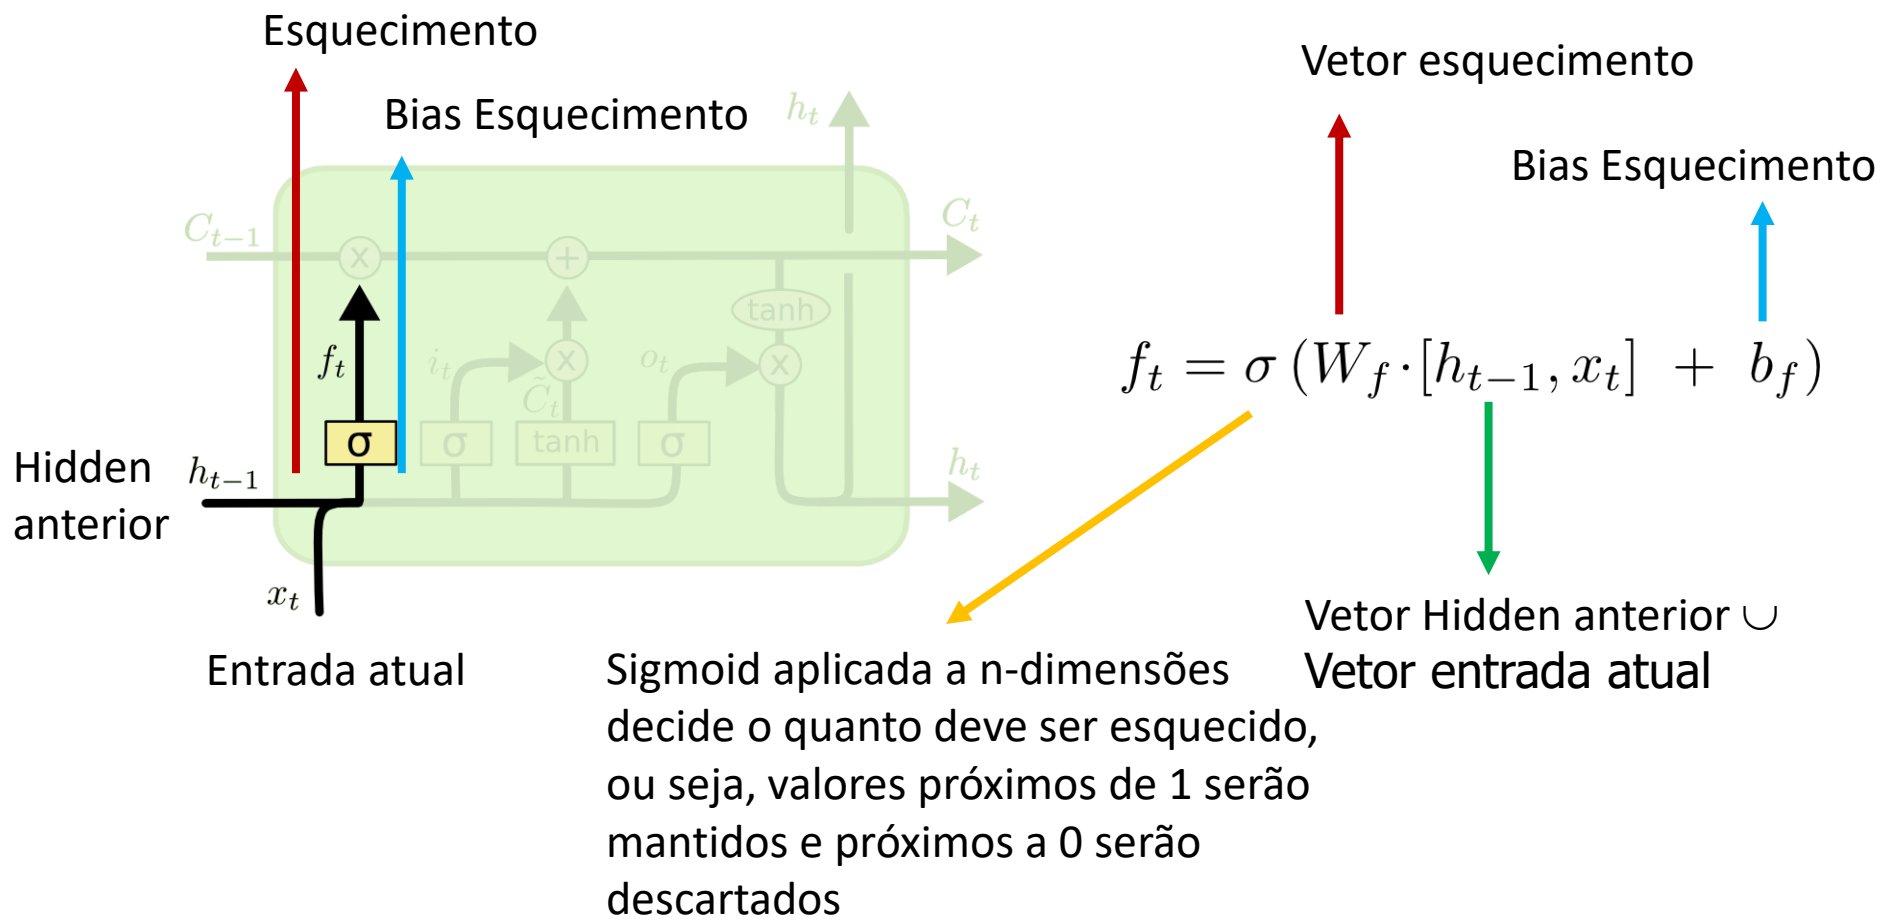 Esquecimento
Bias Esquecimento
h_t
C_{t-1}
C_t
x
+
tanh
f_t
i_t
o_t
x
x
C̃_t
σ
σ
tanh
σ
Hidden
anterior
h_{t-1}
h_t
x_t
Entrada atual
Vetor esquecimento
Bias Esquecimento
f_t = σ (W_f · [h_{t-1}, x_t] + b_f)
Vetor Hidden anterior ∪
Vetor entrada atual
Sigmoid aplicada a n-dimensões
decide o quanto deve ser esquecido,
ou seja, valores próximos de 1 serão
mantidos e próximos a 0 serão
descartados